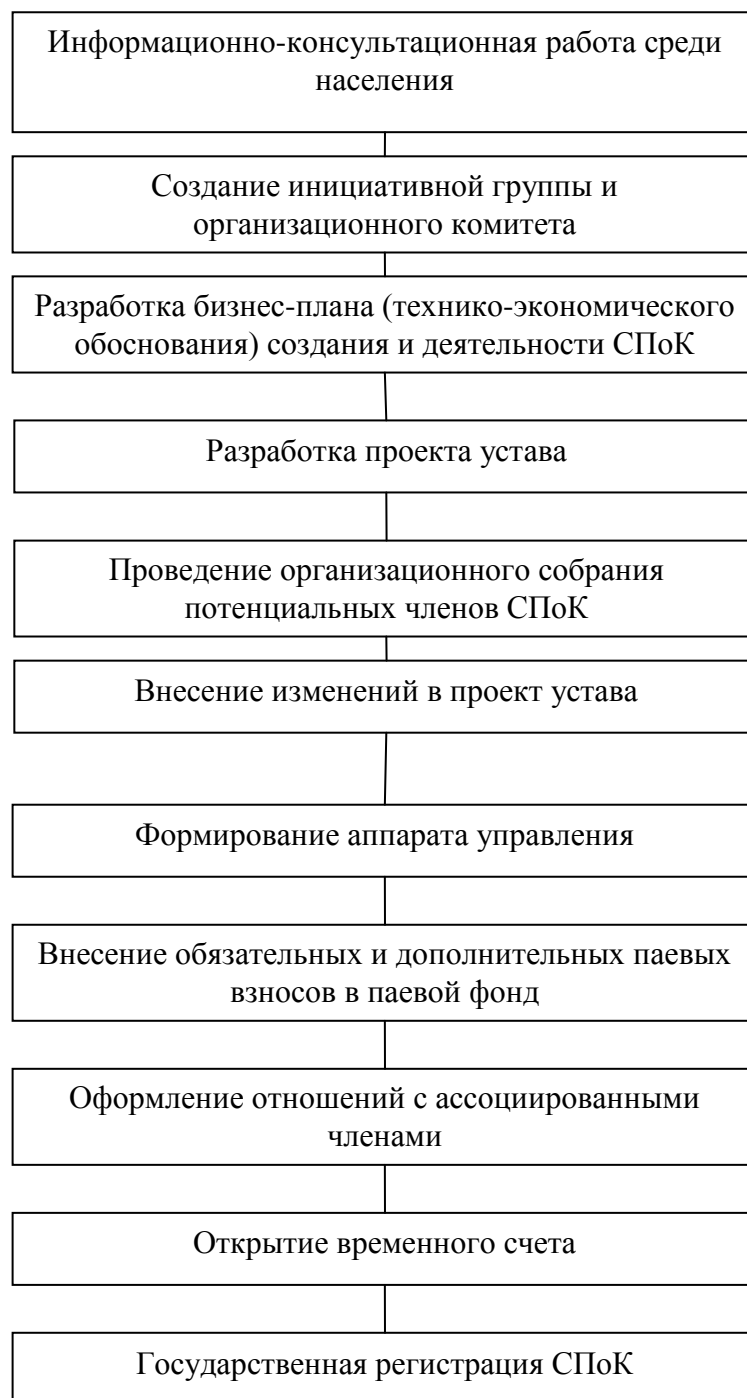 Информационно-консультационная работа среди
населения
Создание инициативной группы и
организационного комитета
Разработка бизнес-плана (технико-экономического
обоснования) создания и деятельности СПоК
Разработка проекта устава
Проведение организационного собрания
потенциальных членов СПоК
Внесение изменений в проект устава
Формирование аппарата управления
Внесение обязательных и дополнительных паевых
взносов в паевой фонд
Оформление отношений с ассоциированными
членами
Открытие временного счета
Государственная регистрация СПоК